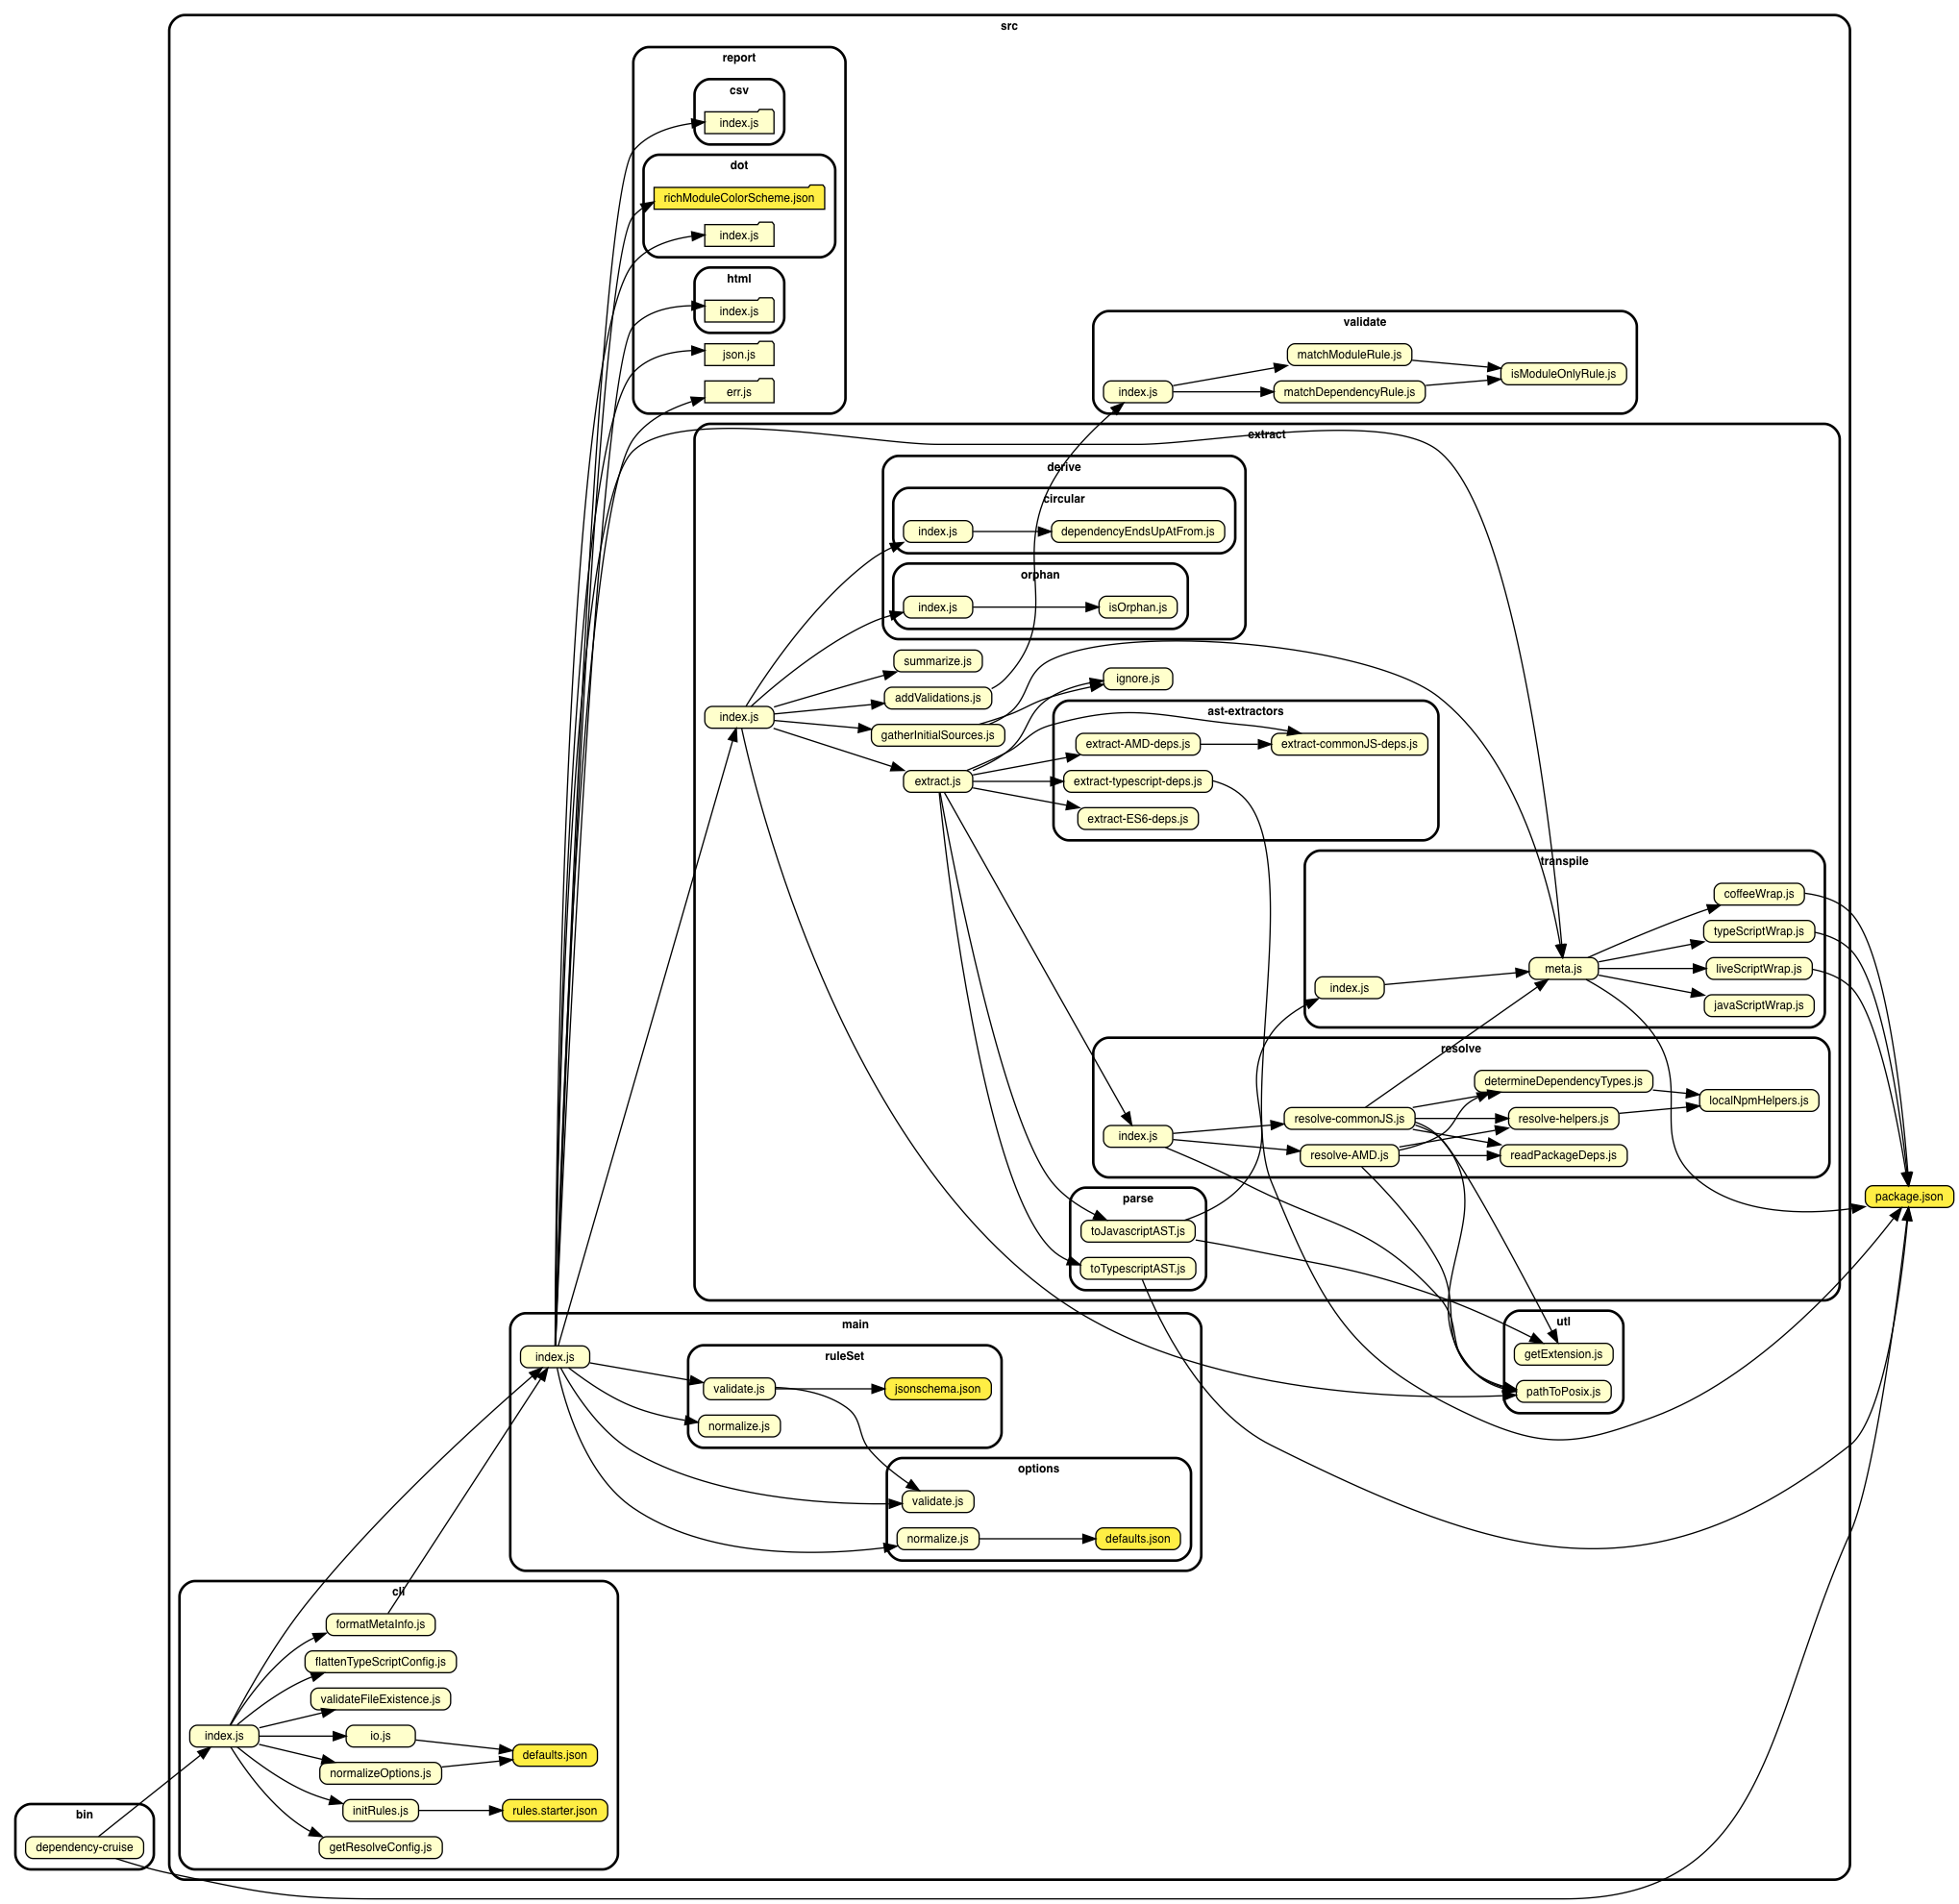 src
report
csv
index.js
dot
richModuleColorScheme.json
index.js
html
index.js
json.js
err.js
validate
matchModuleRule.js
isModuleOnlyRule.js
index.js
matchDependencyRule.js
extract
derive
circular
index.js
dependencyEndsUpAtFrom.js
orphan
index.js
isOrphan.js
summarize.js
ignore.js
addValidations.js
index.js
gatherInitialSources.js
extract.js
ast-extractors
extract-AMD-deps.js
extract-commonJS-deps.js
extract-typescript-deps.js
extract-ES6-deps.js
transpile
coffeeWrap.js
typeScriptWrap.js
meta.js
liveScriptWrap.js
index.js
javaScriptWrap.js
resolve
determineDependencyTypes.js
localNpmHelpers.js
resolve-commonJS.js
resolve-helpers.js
index.js
resolve-AMD.js
readPackageDeps.js
package.json
parse
toJavascriptAST.js
toTypescriptAST.js
utl
getExtension.js
pathToPosix.js
main
index.js
ruleSet
validate.js
jsonschema.json
normalize.js
options
validate.js
normalize.js
defaults.json
cli
formatMetaInfo.js
flattenTypeScriptConfig.js
validateFileExistence.js
index.js
io.js
defaults.json
normalizeOptions.js
initRules.js
rules.starter.json
getResolveConfig.js
bin
dependency-cruise